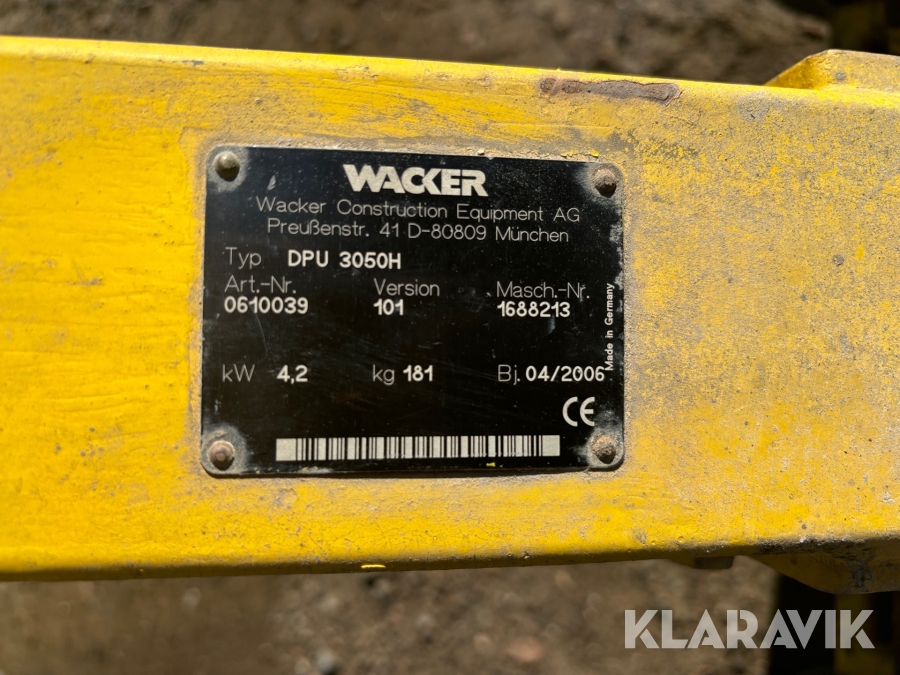 WACKER
Wacker Construction Equipment AG
Preußenstr. 41 D-80809 München
Typ DPU 3050H
Art.-Nr. Version Masch.-Nr.
0610039 101 1688213
kW 4,2 kg 181 Bj. 04/2006
Made in Germany
CE
KLARAVIK